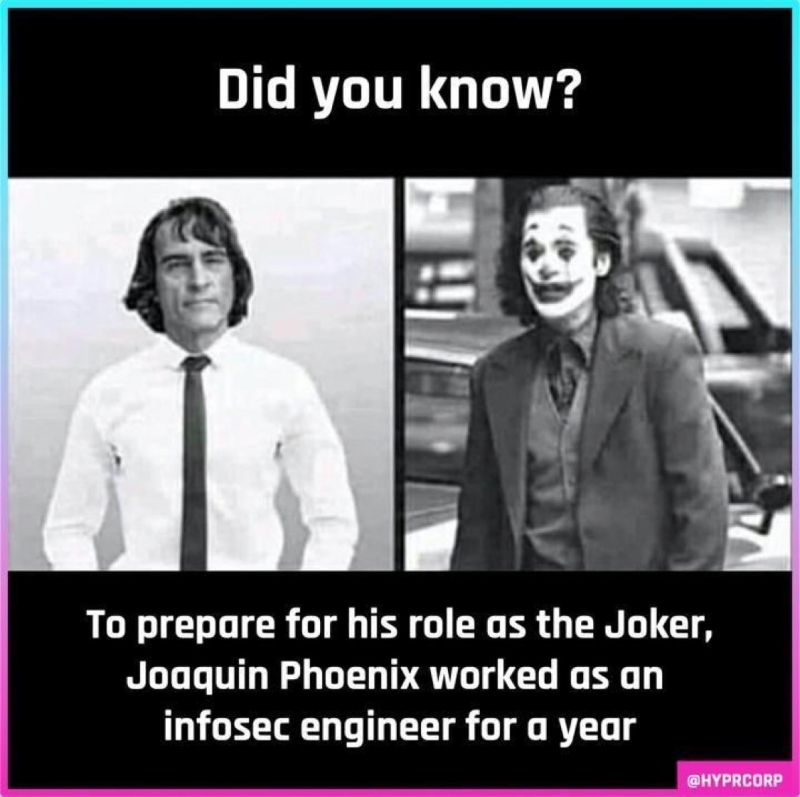 Did you know?
To prepare for his role as the Joker,
Joaquin Phoenix worked as an
infosec engineer for a year
@HYPRCORP